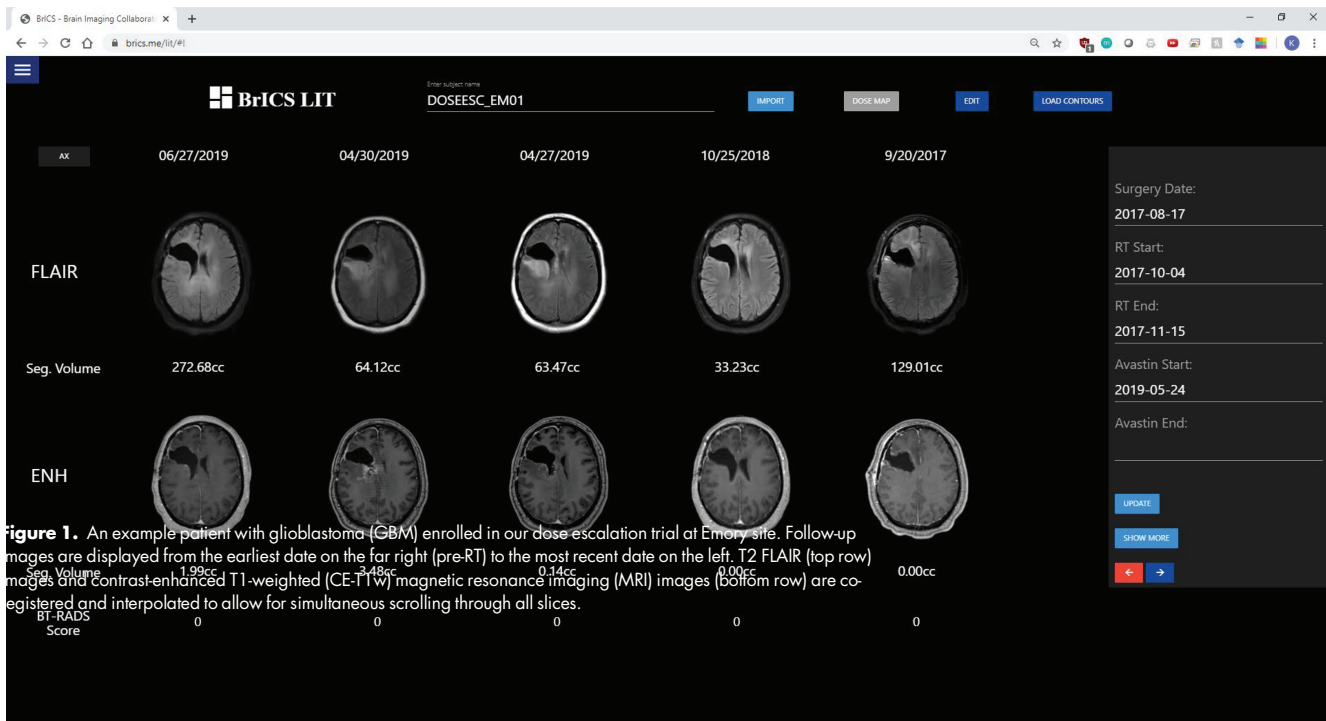 BrICS - Brain Imaging Collabora
brics.me/lit/#!
K
BrICS LIT
Enter subject name
DOSEESC_EM01
IMPORT
DOSE MAP
EDIT
LOAD CONTOURS
AX 06/27/2019 04/30/2019 04/27/2019 10/25/2018 9/20/2017
Surgery Date:
2017-08-17
RT Start:
2017-10-04
RT End:
2017-11-15
Avastin Start:
2019-05-24
Avastin End:
UPDATE
SHOW MORE
FLAIR
Seg. Volume 272.68cc 64.12cc 63.47cc 33.23cc 129.01cc
ENH
Figure 1. An example patient with glioblastoma (GBM) enrolled in our dose escalation trial at Emory site. Follow-up
images are displayed from the earliest date on the far right (pre-RT) to the most recent date on the left. T2 FLAIR (top row)
images and contrast-enhanced T1-weighted (CE-T1w) magnetic resonance imaging (MRI) images (bottom row) are co-
registered and interpolated to allow for simultaneous scrolling through all slices.
Seg. Volume 1.99cc 3.48cc 0.14cc 0.00cc 0.00cc
BT-RADS
Score
0 0 0 0 0